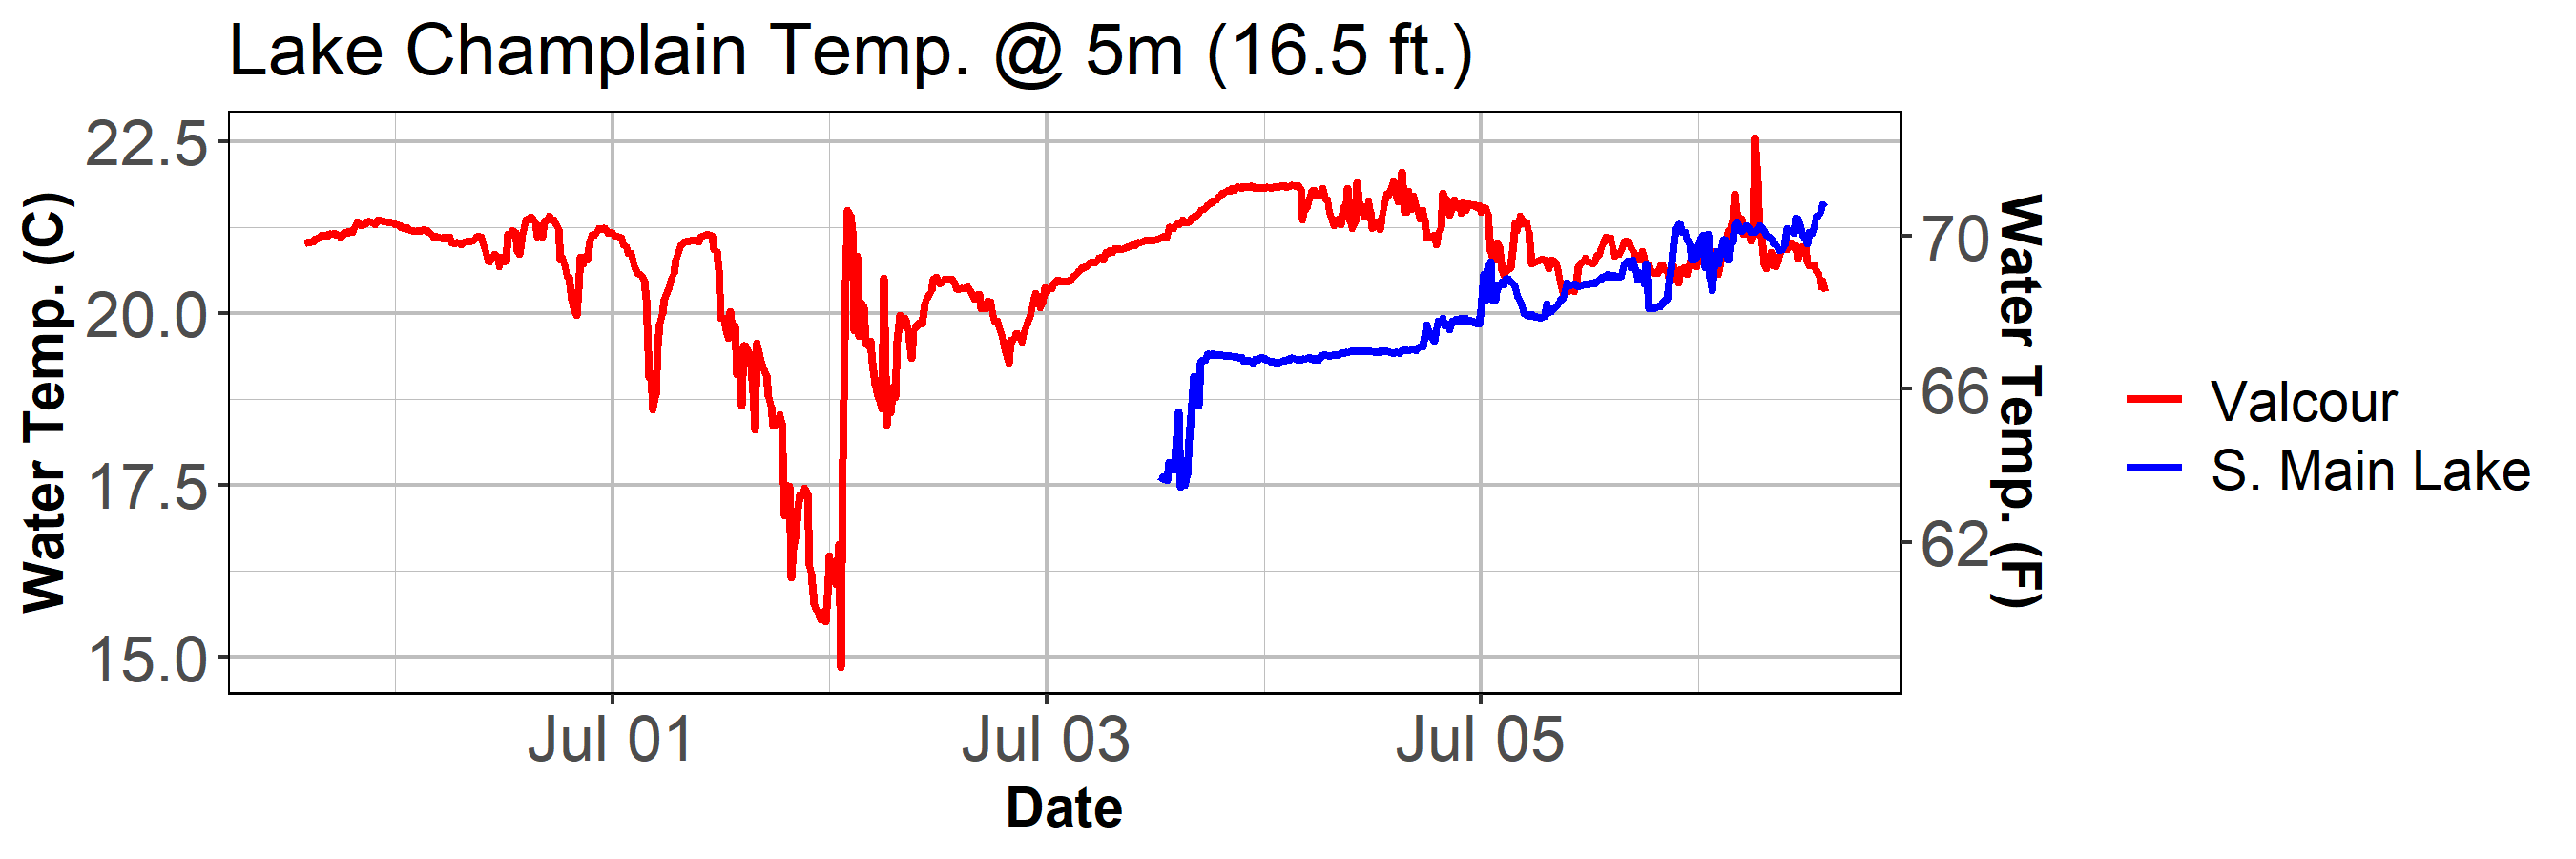 Lake Champlain Temp. @ 5m (16.5 ft.)
Water Temp. (C)
22.5
20.0
17.5
15.0
Jul 01
Jul 03
Jul 05
Date
70
66
62
Water Temp. (F)
Valcour
S. Main Lake